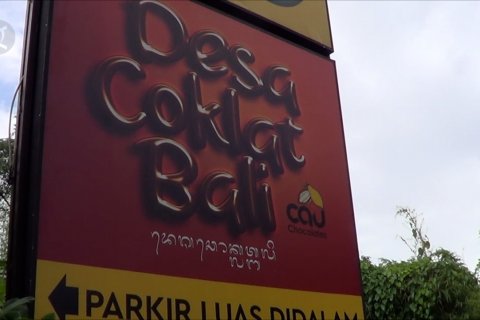 Desa
Coklat
Bali
cau
Chocolates
PARKIR LUAS DIDALAM